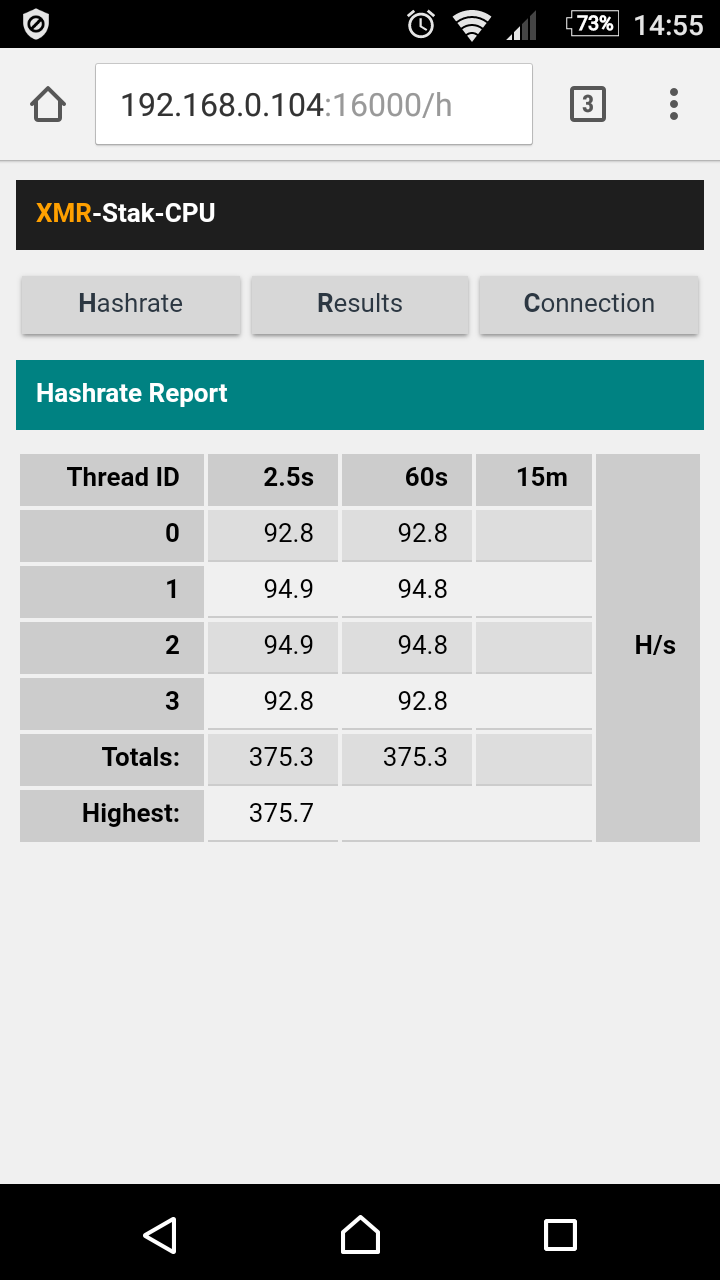 73% 14:55
192.168.0.104:16000/h 3
XMR-Stak-CPU
Hashrate Results Connection
Hashrate Report
Thread ID 2.5s 60s 15m
0 92.8 92.8
1 94.9 94.8
2 94.9 94.8 H/s
3 92.8 92.8
Totals: 375.3 375.3
Highest: 375.7